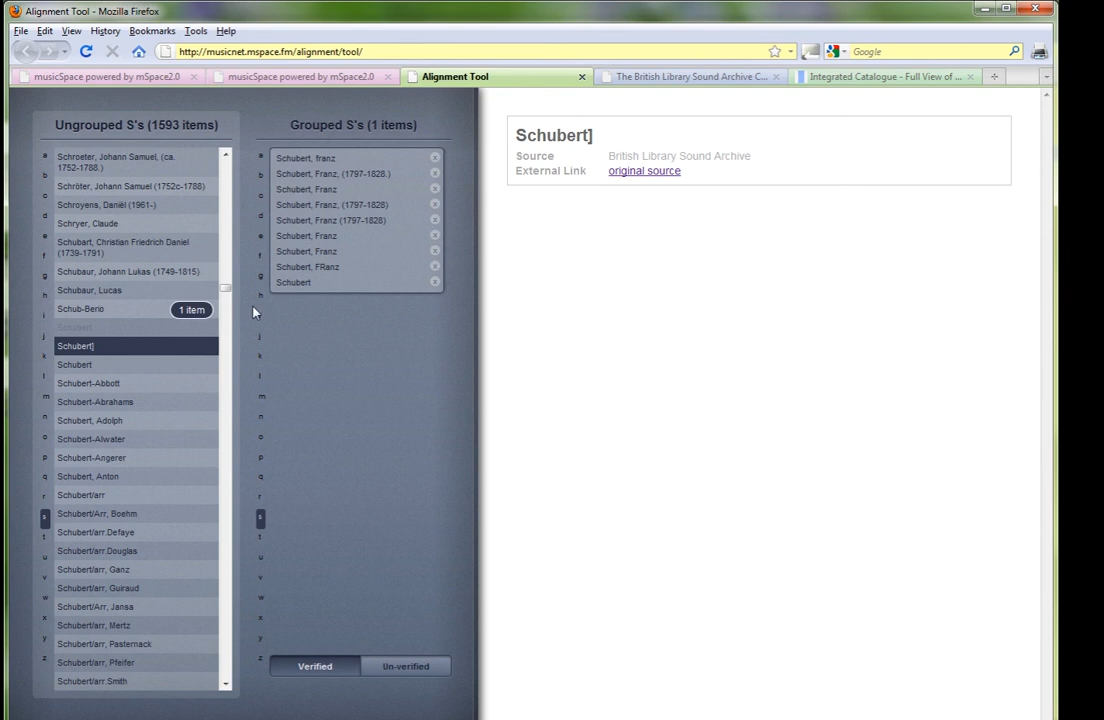 Alignment Tool - Mozilla Firefox
File Edit View History Bookmarks Tools Help
http://musicnet.mspace.fm/alignment/tool/
Google
musicSpace powered by mSpace2.0
musicSpace powered by mSpace2.0
Alignment Tool
The British Library Sound Archive C...
Integrated Catalogue - Full View of ...
Ungrouped S's (1593 items)
a
b
c
d
e
f
g
h
i
j
k
l
m
n
o
p
q
r
s
t
u
v
w
x
y
z
Schroeter, Johann Samuel, (ca.
1752-1788.)
Schröter, Johann Samuel (1752c-1788)
Schroyens, Daniël (1961-)
Schryer, Claude
Schubart, Christian Friedrich Daniel
(1739-1791)
Schubaur, Johann Lukas (1749-1815)
Schubaur, Lucas
Schub-Berio
1 item
Schubert
Schubert]
Schubert
Schubert-Abbott
Schubert-Abrahams
Schubert, Adolph
Schubert-Alwater
Schubert-Angerer
Schubert, Anton
Schubert/arr
Schubert/Arr, Boehm
Schubert/arr.Defaye
Schubert/arr.Douglas
Schubert/arr, Ganz
Schubert/arr, Guiraud
Schubert/Arr, Jansa
Schubert/arr, Mertz
Schubert/arr, Pasternack
Schubert/arr, Pfeifer
Schubert/arr.Smith
Grouped S's (1 items)
a
b
c
d
e
f
g
h
i
j
k
l
m
n
o
p
q
r
s
t
u
v
w
x
y
z
Schubert, franz
Schubert, Franz, (1797-1828.)
Schubert, Franz
Schubert, Franz, (1797-1828)
Schubert, Franz (1797-1828)
Schubert, Franz
Schubert, Franz
Schubert, FRanz
Schubert
Verified Un-verified
Schubert]
Source British Library Sound Archive
External Link original source